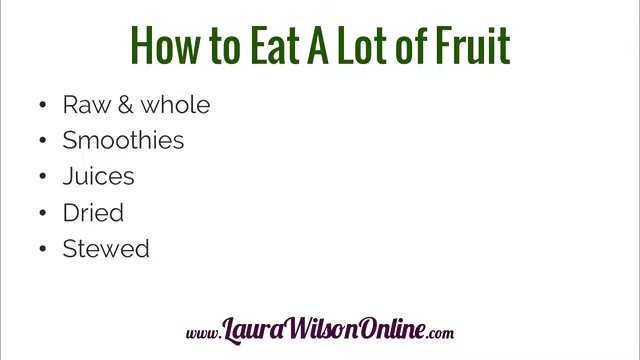 How to Eat A Lot of Fruit
• Raw & whole
• Smoothies
• Juices
• Dried
• Stewed
www.LauraWilsonOnline.com